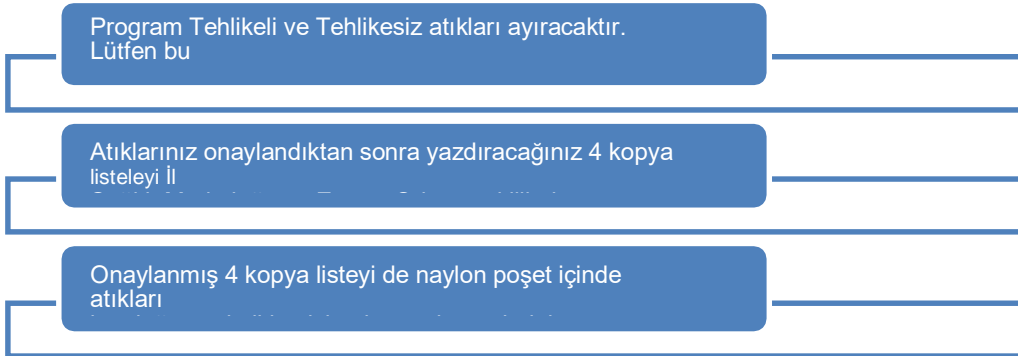 Program Tehlikeli ve Tehlikesiz atıkları ayıracaktır.
Lütfen bu
Atıklarınız onaylandıktan sonra yazdıracağınız 4 kopya
listeleyi İl
Onaylanmış 4 kopya listeyi de naylon poşet içinde
atıkları